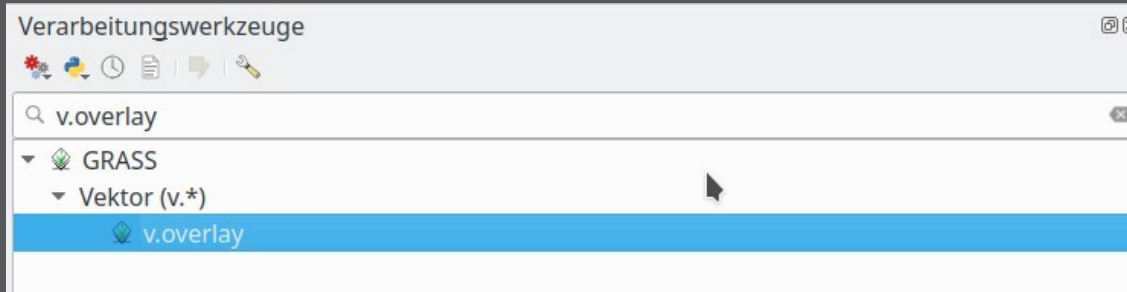 Verarbeitungswerkzeuge
v.overlay
GRASS
Vektor (v.*)
v.overlay